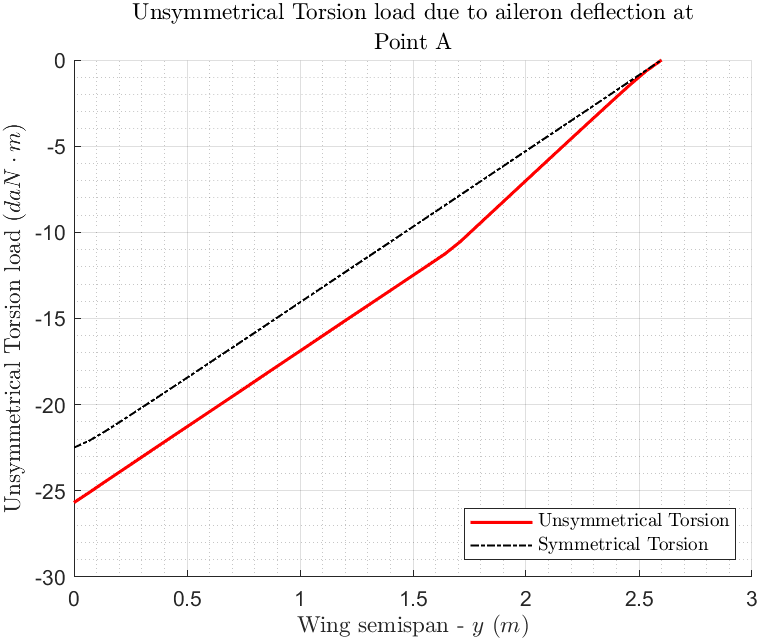 Unsymmetrical Torsion load due to aileron deflection at
Point A
Unsymmetrical Torsion load (daN · m)
0
-5
-10
-15
-20
-25
-30
0
0.5
1
1.5
2
2.5
3
Wing semispan - y (m)
Unsymmetrical Torsion
Symmetrical Torsion